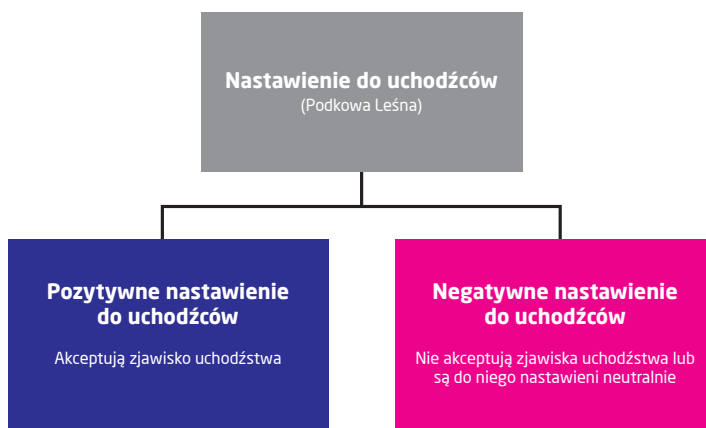 Nastawienie do uchodźców
(Podkowa Leśna)
Pozytywne nastawienie
do uchodźców
Akceptują zjawisko uchodźstwa
Negatywne nastawienie
do uchodźców
Nie akceptują zjawiska uchodźstwa lub
są do niego nastawieni neutralnie